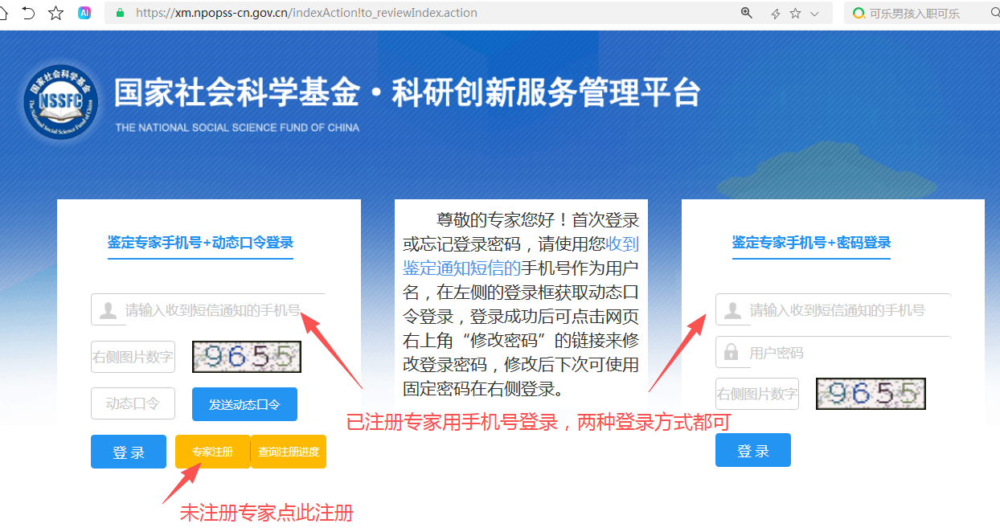 AI
https://xm.npopss-cn.gov.cn/indexAction!to_reviewIndex.action
可乐男孩入职可乐
国家社会科学基金
NSSFC
The National Social Science Fund of China
国家社会科学基金·科研创新服务管理平台
THE NATIONAL SOCIAL SCIENCE FUND OF CHINA
鉴定专家手机号+动态口令登录
请输入收到短信通知的手机号
右侧图片数字
9655
动态口令
发送动态口令
登 录
专家注册
查询注册进度
尊敬的专家您好！首次登录
或忘记登录密码，请使用您收到
鉴定通知短信的手机号作为用户
名，在左侧的登录框获取动态口
令登录，登录成功后可点击网页
右上角“修改密码”的链接来修
改登录密码，修改后下次可使用
固定密码在右侧登录。
鉴定专家手机号+密码登录
请输入收到短信通知的手机号
用户密码
右侧图片数字
9655
登 录
已注册专家用手机号登录，两种登录方式都可
未注册专家点此注册